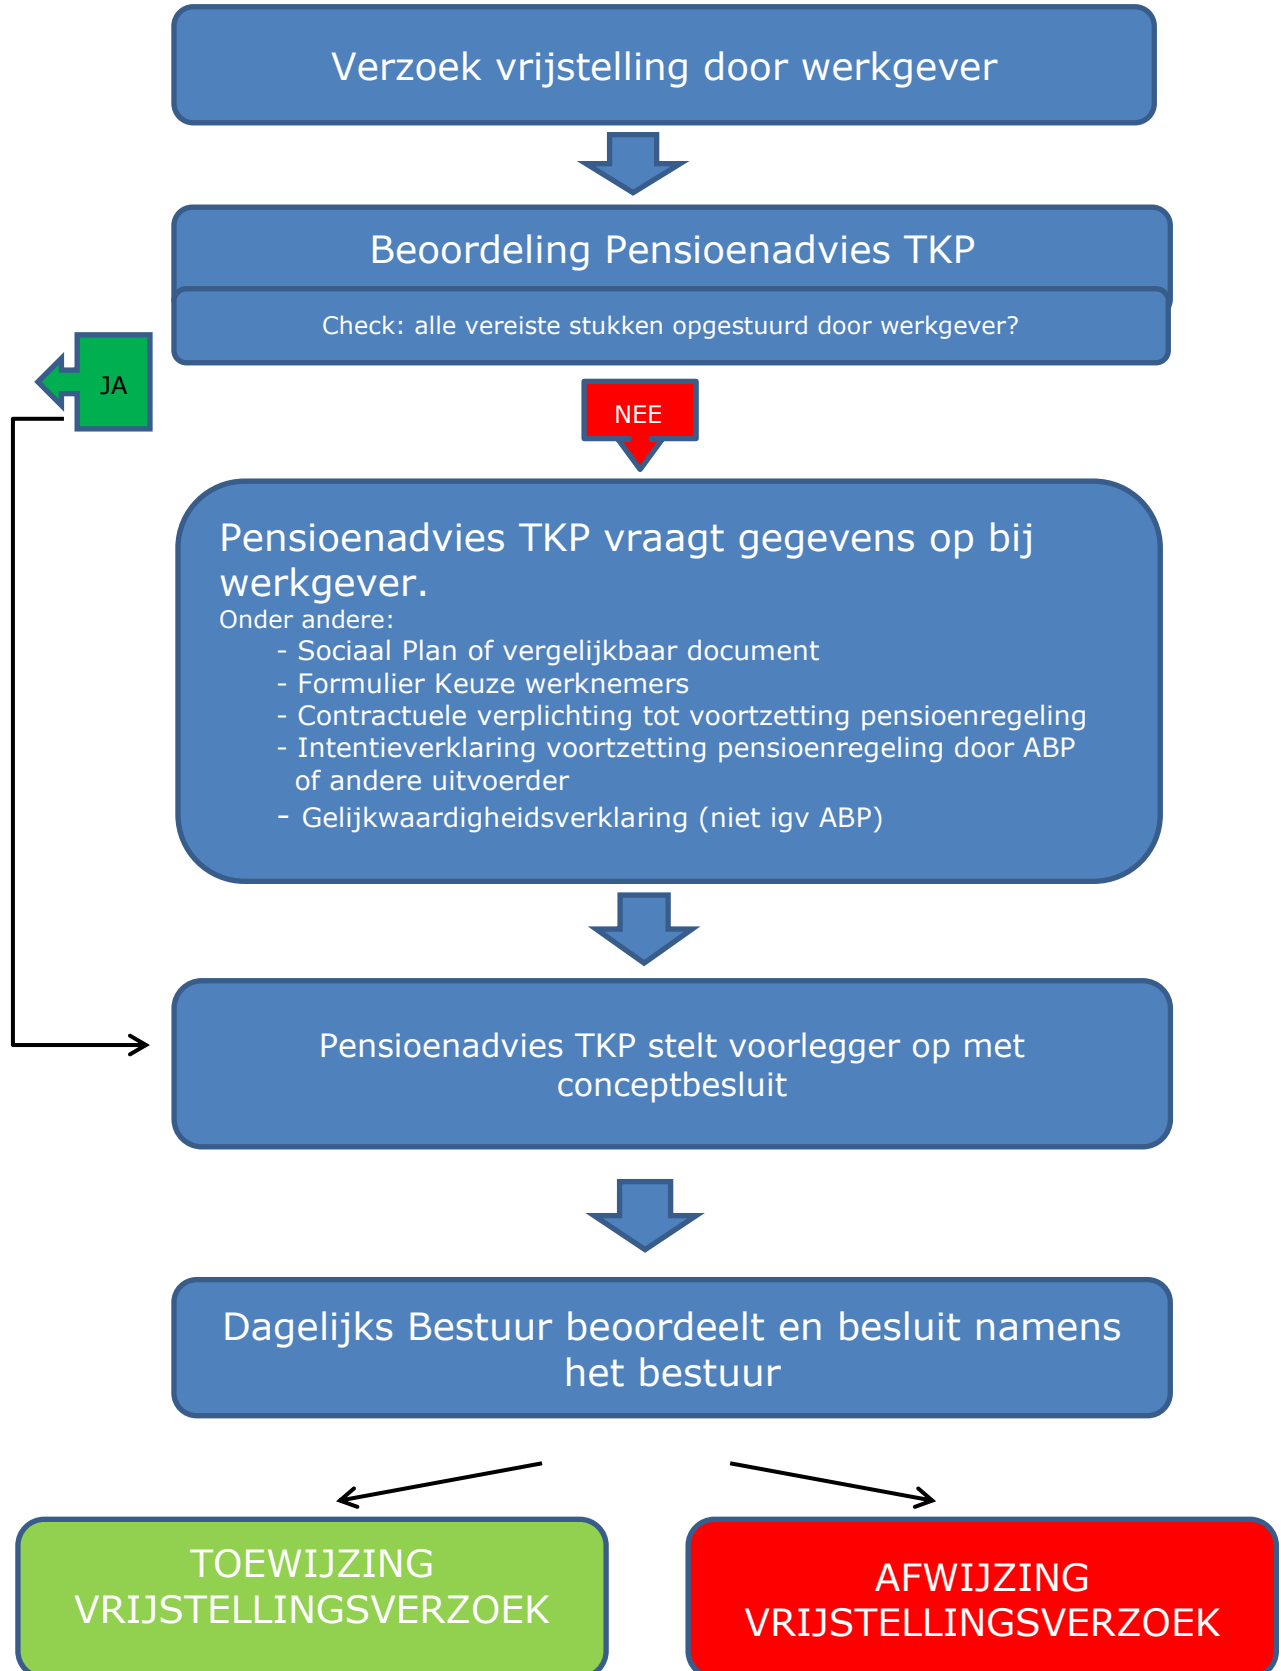 Verzoek vrijstelling door werkgever
Beoordeling Pensioenadvies TKP
Check: alle vereiste stukken opgestuurd door werkgever?
JA
NEE
Pensioenadvies TKP vraagt gegevens op bij
werkgever.
Onder andere:
- Sociaal Plan of vergelijkbaar document
- Formulier Keuze werknemers
- Contractuele verplichting tot voortzetting pensioenregeling
- Intentieverklaring voortzetting pensioenregeling door ABP
of andere uitvoerder
- Gelijkwaardigheidsverklaring (niet igv ABP)
Pensioenadvies TKP stelt voorlegger op met
conceptbesluit
Dagelijks Bestuur beoordeelt en besluit namens
het bestuur
TOEWIJZING
VRIJSTELLINGSVERZOEK
AFWIJZING
VRIJSTELLINGSVERZOEK